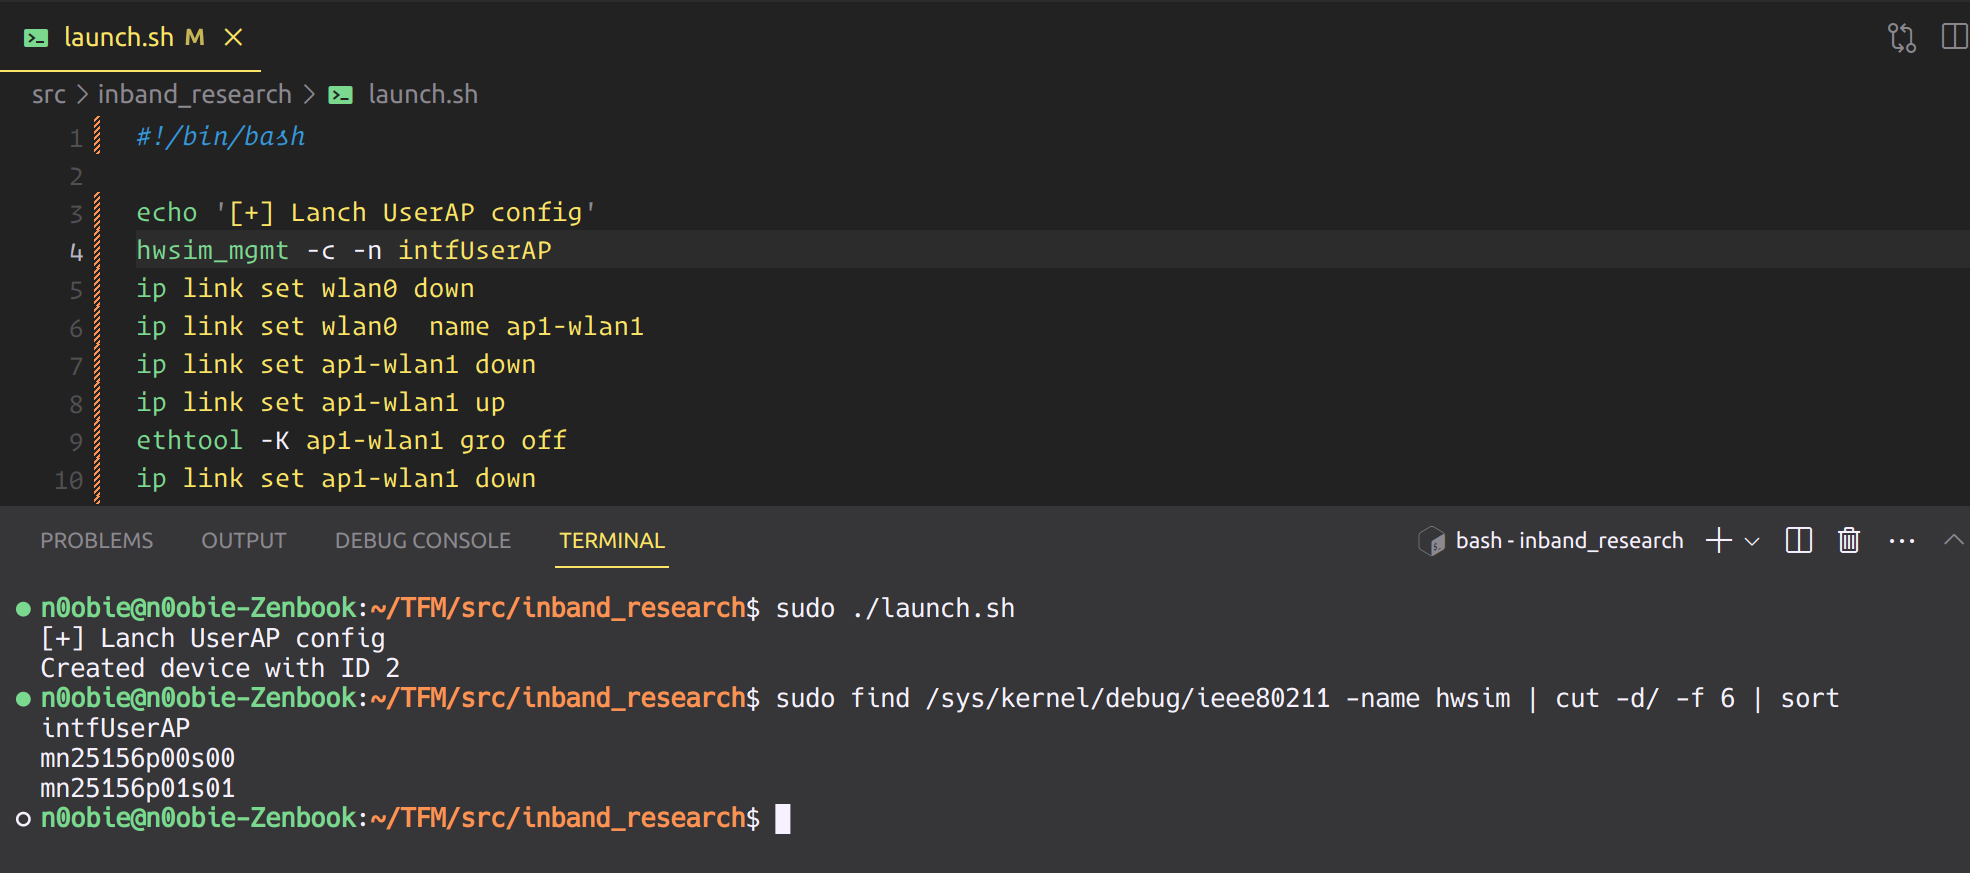 launch.sh M
src > inband_research > launch.sh
1 #!/bin/bash
2
3 echo '[+] Lanch UserAP config'
4 hwsim_mgmt -c -n intfUserAP
5 ip link set wlan0 down
6 ip link set wlan0  name ap1-wlan1
7 ip link set ap1-wlan1 down
8 ip link set ap1-wlan1 up
9 ethtool -K ap1-wlan1 gro off
10 ip link set ap1-wlan1 down
PROBLEMS OUTPUT DEBUG CONSOLE TERMINAL bash - inband_research
n0obie@n0obie-Zenbook:~/TFM/src/inband_research$ sudo ./launch.sh
[+] Lanch UserAP config
Created device with ID 2
n0obie@n0obie-Zenbook:~/TFM/src/inband_research$ sudo find /sys/kernel/debug/ieee80211 -name hwsim | cut -d/ -f 6 | sort
intfUserAP
mn25156p00s00
mn25156p01s01
n0obie@n0obie-Zenbook:~/TFM/src/inband_research$